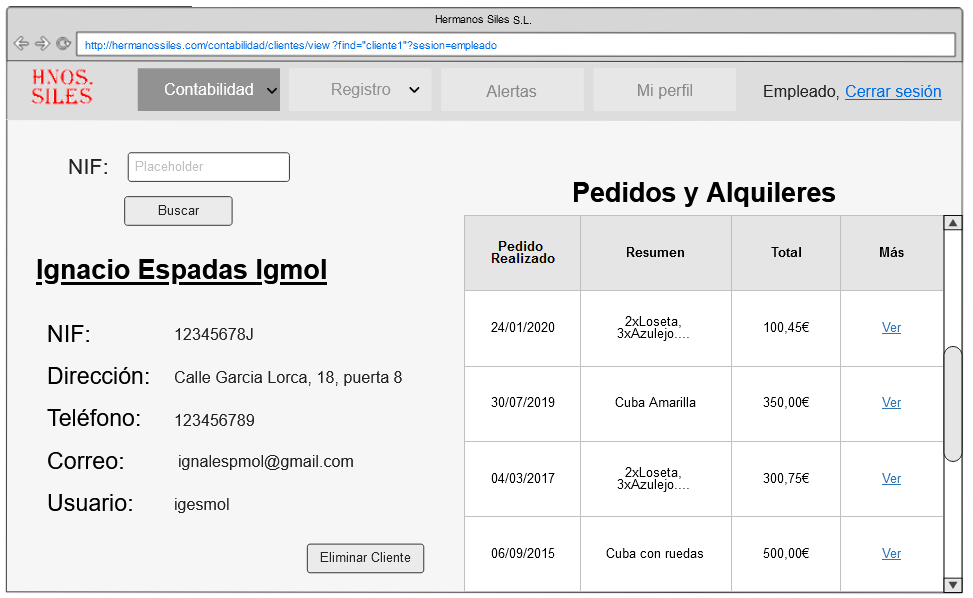 Hermanos Siles S.L.
http://hermanossiles.com/contabilidad/clientes/view?find="cliente1"?sesion=empleado
HNOS.
SILES
Contabilidad
Registro
Alertas
Mi perfil
Empleado, Cerrar sesión
NIF:
Placeholder
Buscar
Ignacio Espadas Igmol
NIF:
12345678J
Dirección:
Calle Garcia Lorca, 18, puerta 8
Teléfono:
123456789
Correo:
ignalespmol@gmail.com
Usuario:
igesmol
Eliminar Cliente
Pedidos y Alquileres
Pedido
Realizado
Resumen
Total
Más
24/01/2020
2xLoseta,
3xAzulejo....
100,45€
Ver
30/07/2019
Cuba Amarilla
350,00€
Ver
04/03/2017
2xLoseta,
3xAzulejo....
300,75€
Ver
06/09/2015
Cuba con ruedas
500,00€
Ver